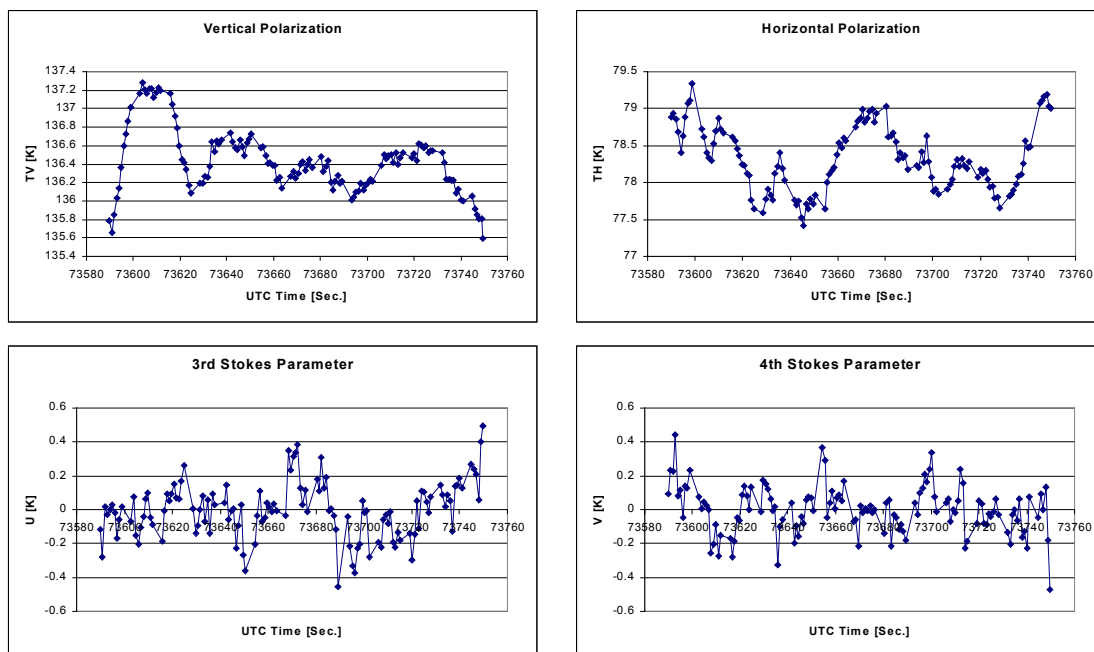 Vertical Polarization
TV [K]
137.4
137.2
137
136.8
136.6
136.4
136.2
136
135.8
135.6
135.4
73580 73600 73620 73640 73660 73680 73700 73720 73740 73760
UTC Time [Sec.]
Horizontal Polarization
TH [K]
79.5
79
78.5
78
77.5
77
73580 73600 73620 73640 73660 73680 73700 73720 73740 73760
UTC Time [Sec.]
3rd Stokes Parameter
U [K]
0.6
0.4
0.2
0
-0.2
-0.4
-0.6
73580 73600 73620 73640 73660 73680 73700 73720 73740 73760
UTC Time [Sec.]
4th Stokes Parameter
V [K]
0.6
0.4
0.2
0
-0.2
-0.4
-0.6
73580 73600 73620 73640 73660 73680 73700 73720 73740 73760
UTC Time [Sec.]